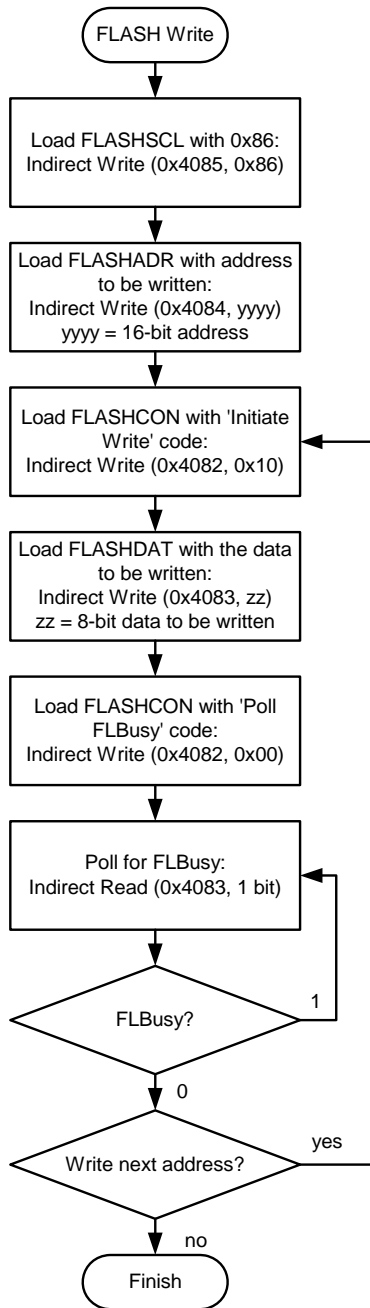 FLASH Write
Load FLASHSCL with 0x86:
Indirect Write (0x4085, 0x86)
Load FLASHADR with address
to be written:
Indirect Write (0x4084, yyyy)
yyyy = 16-bit address
Load FLASHCON with 'Initiate
Write' code:
Indirect Write (0x4082, 0x10)
Load FLASHDAT with the data
to be written:
Indirect Write (0x4083, zz)
zz = 8-bit data to be written
Load FLASHCON with 'Poll
FLBusy' code:
Indirect Write (0x4082, 0x00)
Poll for FLBusy:
Indirect Read (0x4083, 1 bit)
FLBusy?
1
0
Write next address?
yes
no
Finish